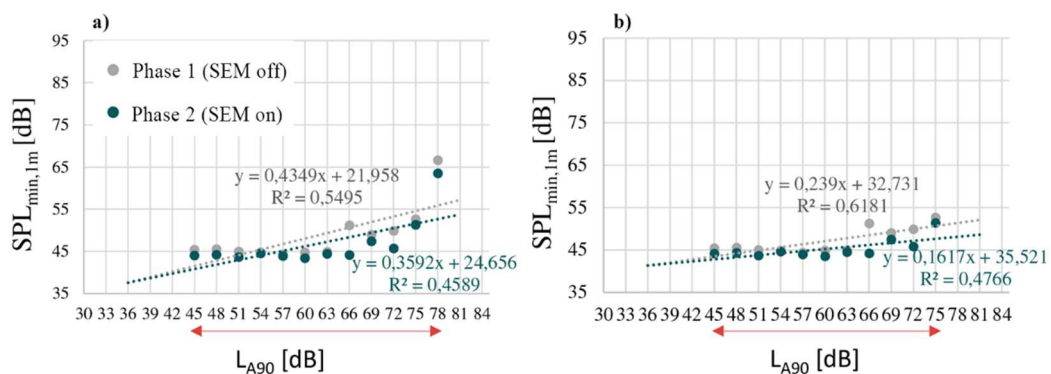 a)
95
85
75
65
55
45
35
SPLmin,1m [dB]
Phase 1 (SEM off)
Phase 2 (SEM on)
y = 0,4349x + 21,958
R² = 0,5495
y = 0,3592x + 24,656
R² = 0,4589
30 33 36 39 42 45 48 51 54 57 60 63 66 69 72 75 78 81 84
LA90 [dB]
b)
95
85
75
65
55
45
35
SPLmin,1m [dB]
y = 0,239x + 32,731
R² = 0,6181
y = 0,1617x + 35,521
R² = 0,4766
30 33 36 39 42 45 48 51 54 57 60 63 66 69 72 75 78 81 84
LA90 [dB]